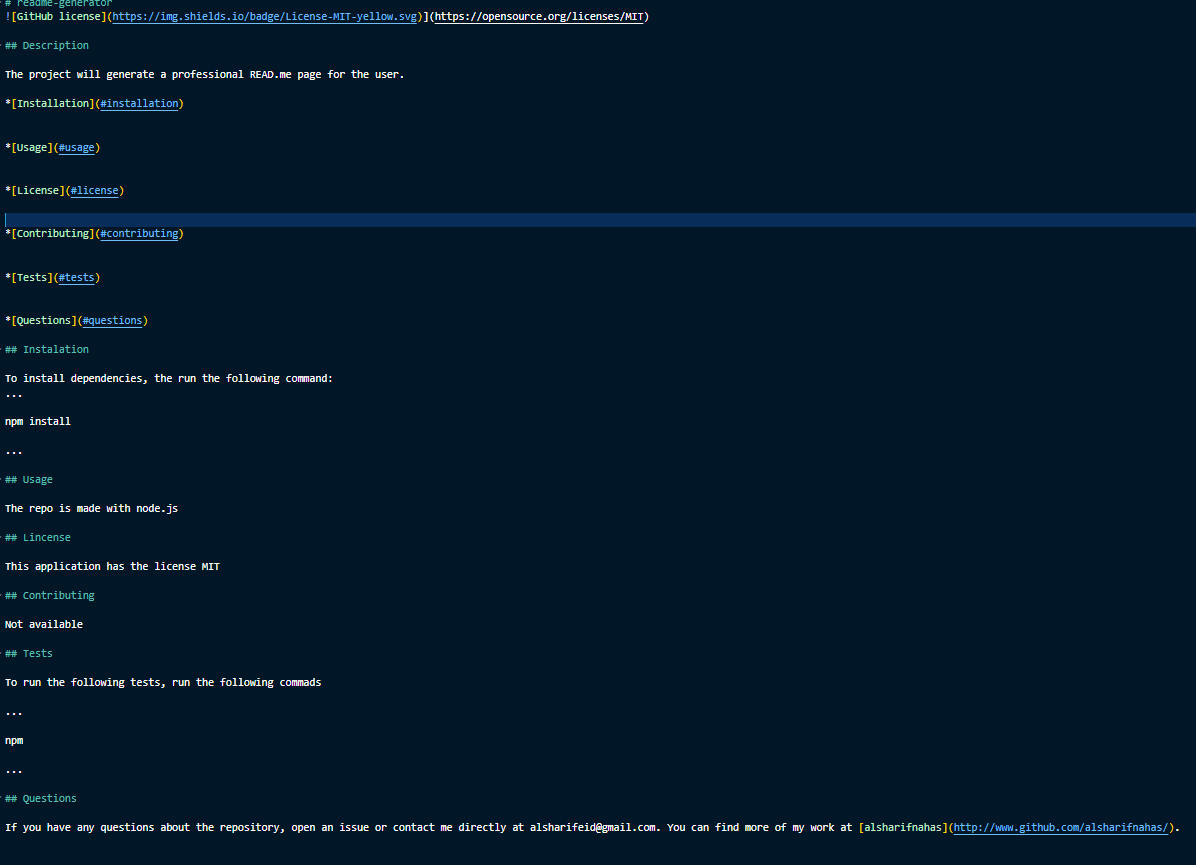 # readme-generator
![GitHub license](https://img.shields.io/badge/License-MIT-yellow.svg)](https://opensource.org/licenses/MIT)
## Description
The project will generate a professional READ.me page for the user.
*[Installation](#installation)
*[Usage](#usage)
*[License](#license)
*[Contributing](#contributing)
*[Tests](#tests)
*[Questions](#questions)
## Instalation
To install dependencies, the run the following command:
...
npm install
...
## Usage
The repo is made with node.js
## Lincense
This application has the license MIT
## Contributing
Not available
## Tests
To run the following tests, run the following commads
...
npm
...
## Questions
If you have any questions about the repository, open an issue or contact me directly at alsharifeid@gmail.com. You can find more of my work at [alsharifnahas](http://www.github.com/alsharifnahas/).